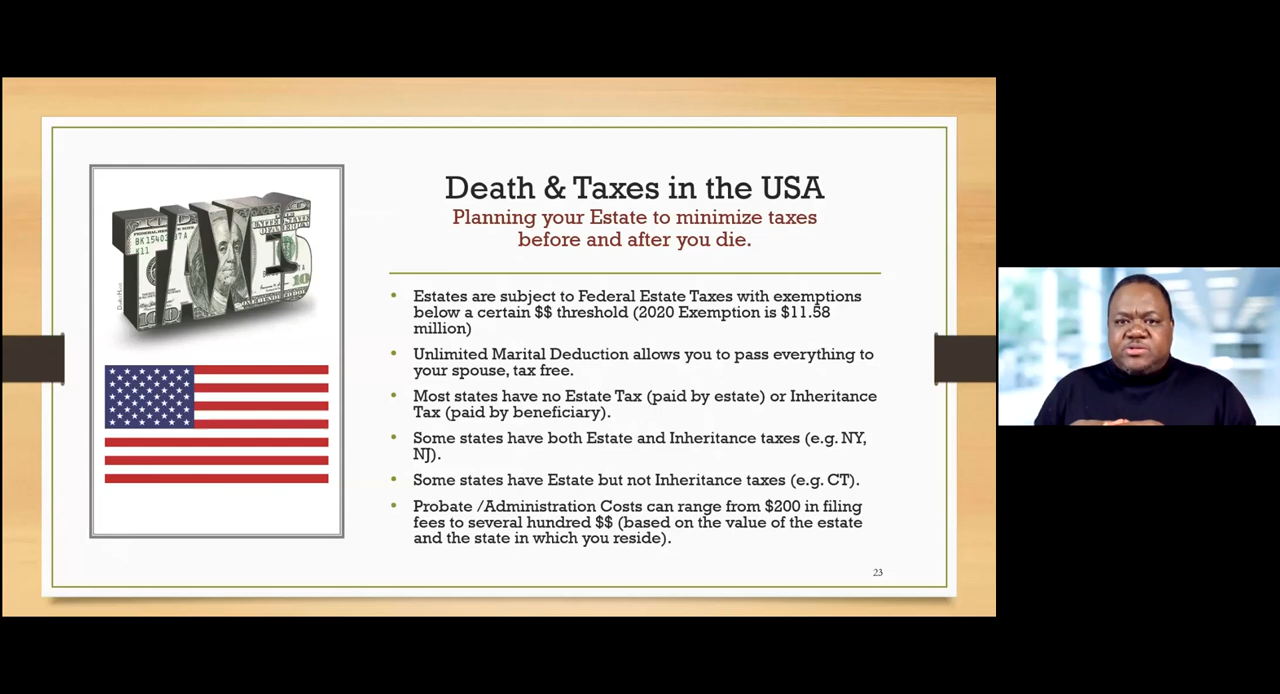 Death & Taxes in the USA
Planning your Estate to minimize taxes
before and after you die.
• Estates are subject to Federal Estate Taxes with exemptions
below a certain $$ threshold (2020 Exemption is $11.58
million)
• Unlimited Marital Deduction allows you to pass everything to
your spouse, tax free.
• Most states have no Estate Tax (paid by estate) or Inheritance
Tax (paid by beneficiary).
• Some states have both Estate and Inheritance taxes (e.g. NY,
NJ).
• Some states have Estate but not Inheritance taxes (e.g. CT).
• Probate /Administration Costs can range from $200 in filing
fees to several hundred $$ (based on the value of the estate
and the state in which you reside).
23
TAXES